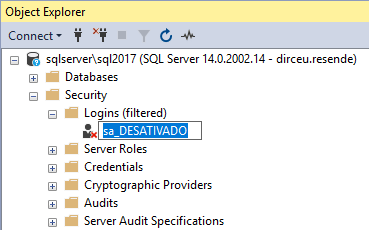 Object Explorer
Connect
sqlserver\sql2017 (SQL Server 14.0.2002.14 - dirceu.resende)
Databases
Security
Logins (filtered)
sa_DESATIVADO
Server Roles
Credentials
Cryptographic Providers
Audits
Server Audit Specifications